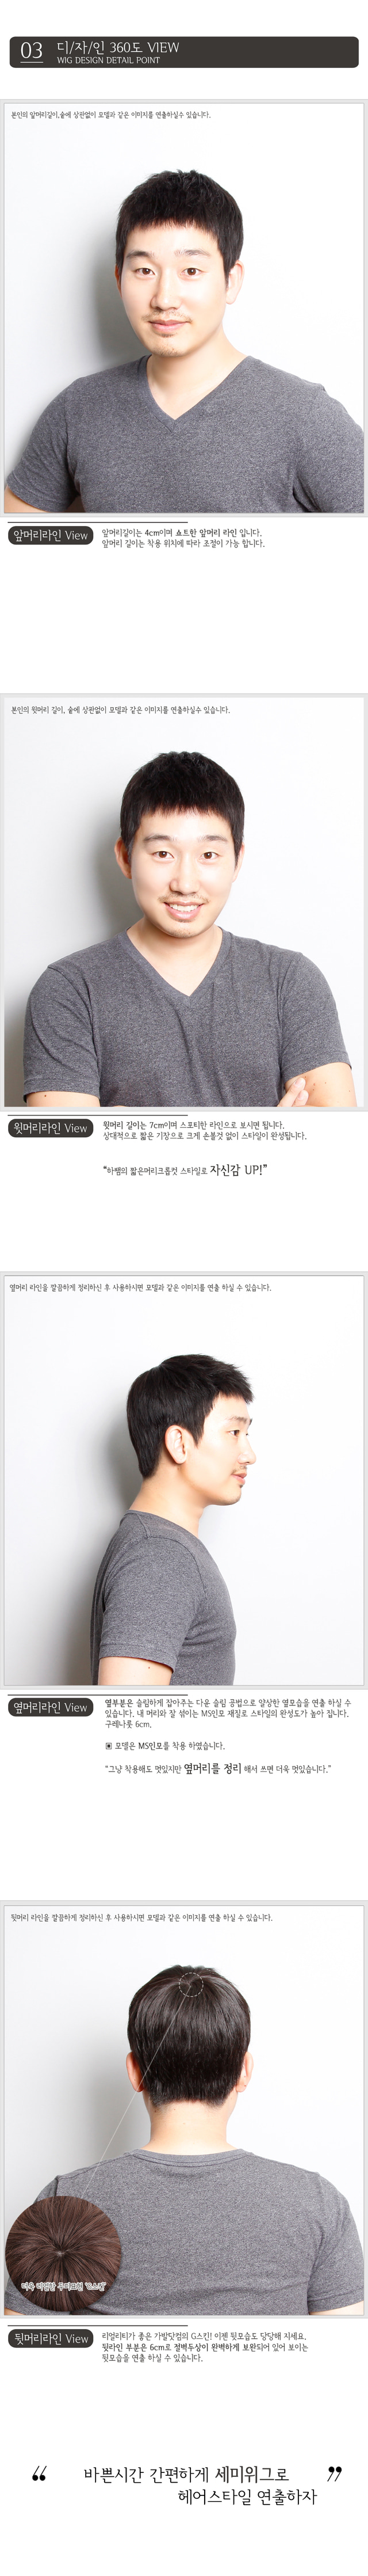 03
디/자/인 360도 VIEW
WIG DESIGN DETAIL POINT
본인의 앞머리길이,숱에 상관없이 모델과 같은 이미지를 연출하실수 있습니다.
앞머리라인 View
앞머리길이는 4cm이며 쇼트한 앞머리 라인 입니다.
앞머리 길이는 착용 위치에 따라 조절이 가능 합니다.
본인의 윗머리 길이, 숱에 상관없이 모델과 같은 이미지를 연출하실수 있습니다.
윗머리라인 View
윗머리 길이는 7cm이며 스포티한 라인으로 보시면 됩니다.
상대적으로 짧은 기장으로 크게 손볼것 없이 스타일이 완성됩니다.
“하쌤의 짧은머리크롭컷 스타일로 자신감 UP!”
옆머리 라인을 깔끔하게 정리하신 후 사용하시면 모델과 같은 이미지를 연출 하실 수 있습니다.
옆머리라인 View
옆부분은 슬림하게 잡아주는 다운 슬림 공법으로 얄상한 옆모습을 연출 하실 수
있습니다. 내 머리와 잘 섞이는 MS인모 재질로 스타일의 완성도가 높아 집니다.
구레나룻 6cm.
▣ 모델은 MS인모를 착용 하였습니다.
“그냥 착용해도 멋있지만 옆머리를 정리 해서 쓰면 더욱 멋있습니다.”
뒷머리 라인을 깔끔하게 정리하신 후 사용하시면 모델과 같은 이미지를 연출 하실 수 있습니다.
더욱 리얼한
뒷머리라인 View
리얼리티가 좋은 가발닷컴의 G스킨! 이젠 뒷모습도 당당해 지세요.
뒷라인 부분은 6cm로 절벽두상이 완벽하게 보완되어 있어 보이는
뒷모습을 연출 하실 수 있습니다.
“ 바쁜시간 간편하게 세미위그로 ”
헤어스타일 연출하자